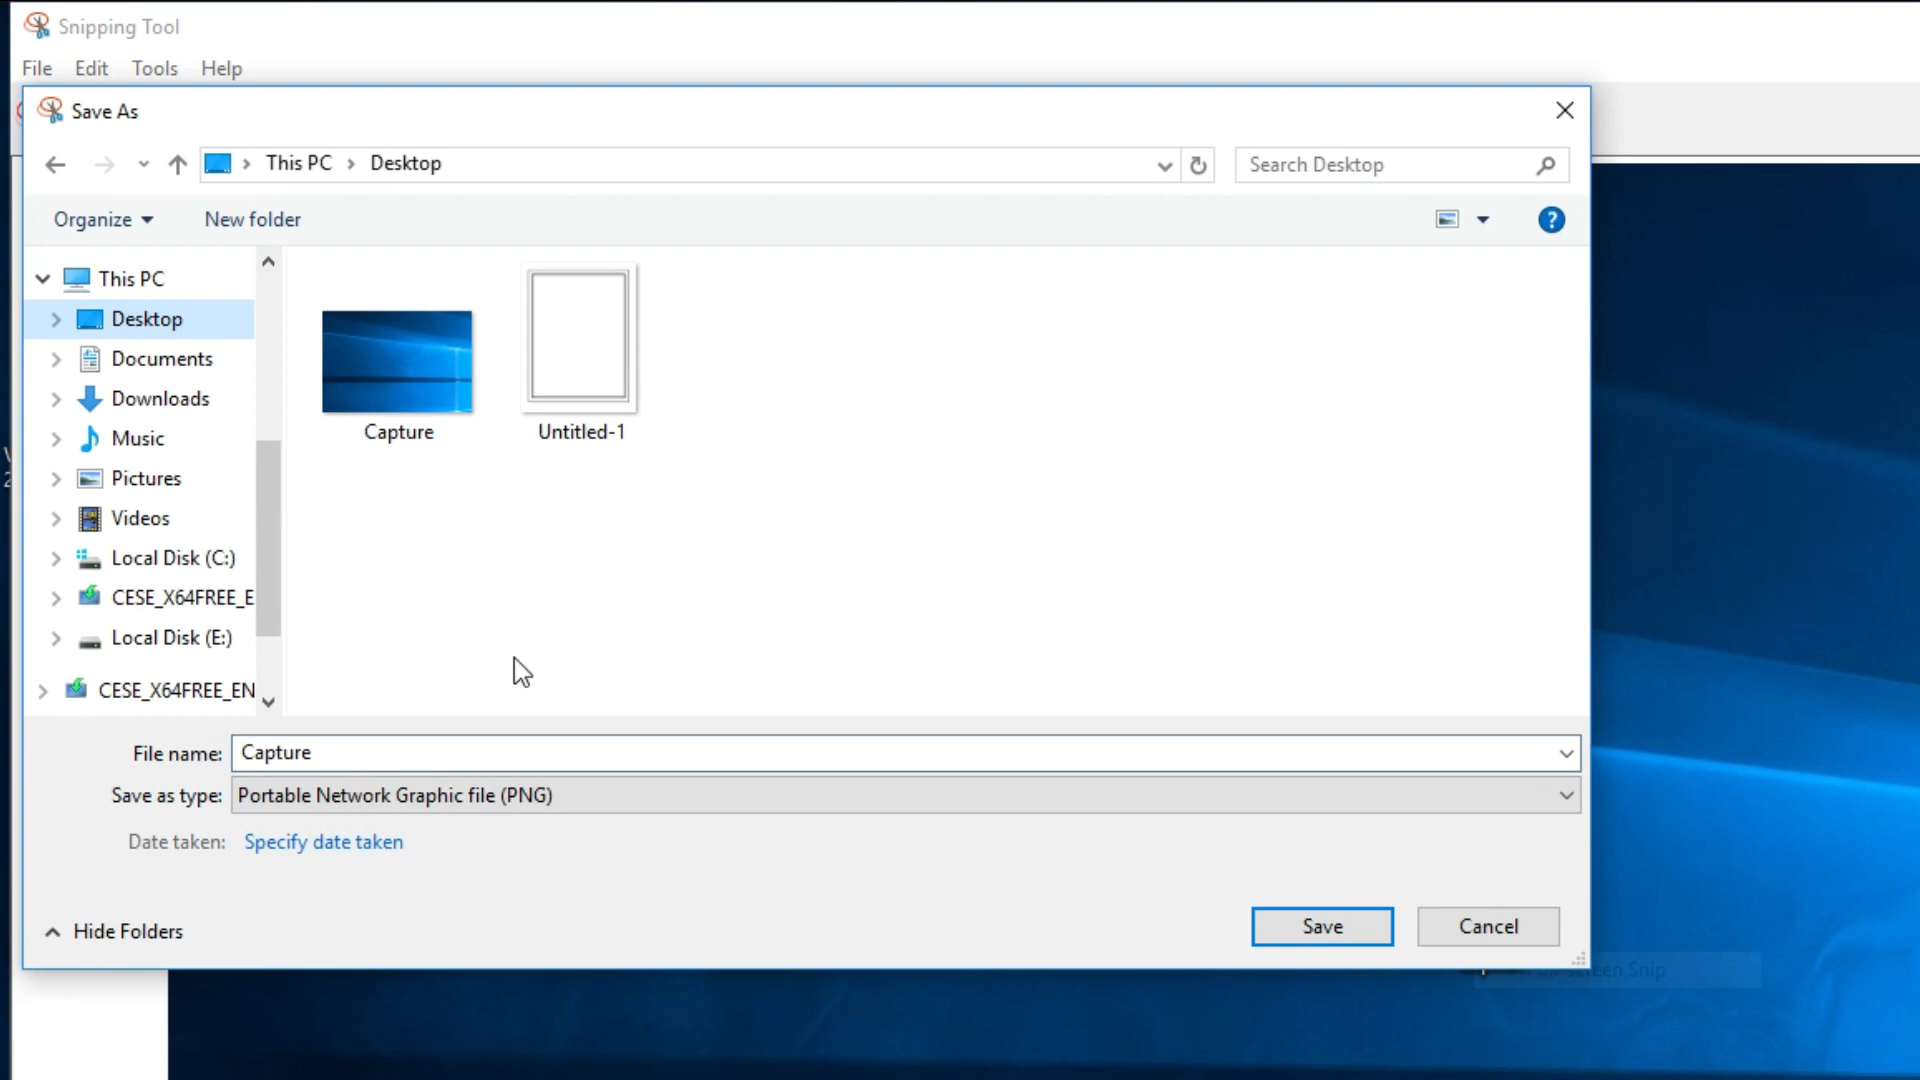 Snipping Tool
File Edit Tools Help
Save As
This PC Desktop
Search Desktop
Organize New folder
?
This PC
Desktop
Documents
Downloads
Music
Pictures
Videos
Local Disk (C:)
CESE_X64FREE_E
Local Disk (E:)
CESE_X64FREE_EN
Capture
Untitled-1
File name: Capture
Save as type: Portable Network Graphic file (PNG)
Date taken: Specify date taken
Hide Folders
Save Cancel
Snip